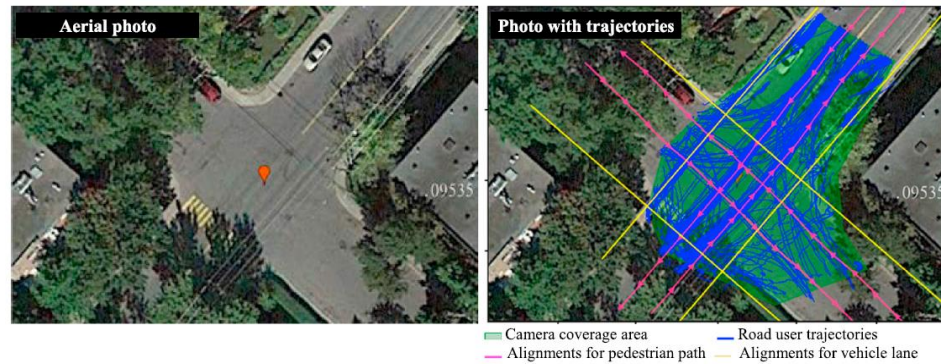 Aerial photo
Photo with trajectories
.09535
.09535
Camera coverage area
Road user trajectories
Alignments for pedestrian path
Alignments for vehicle lane